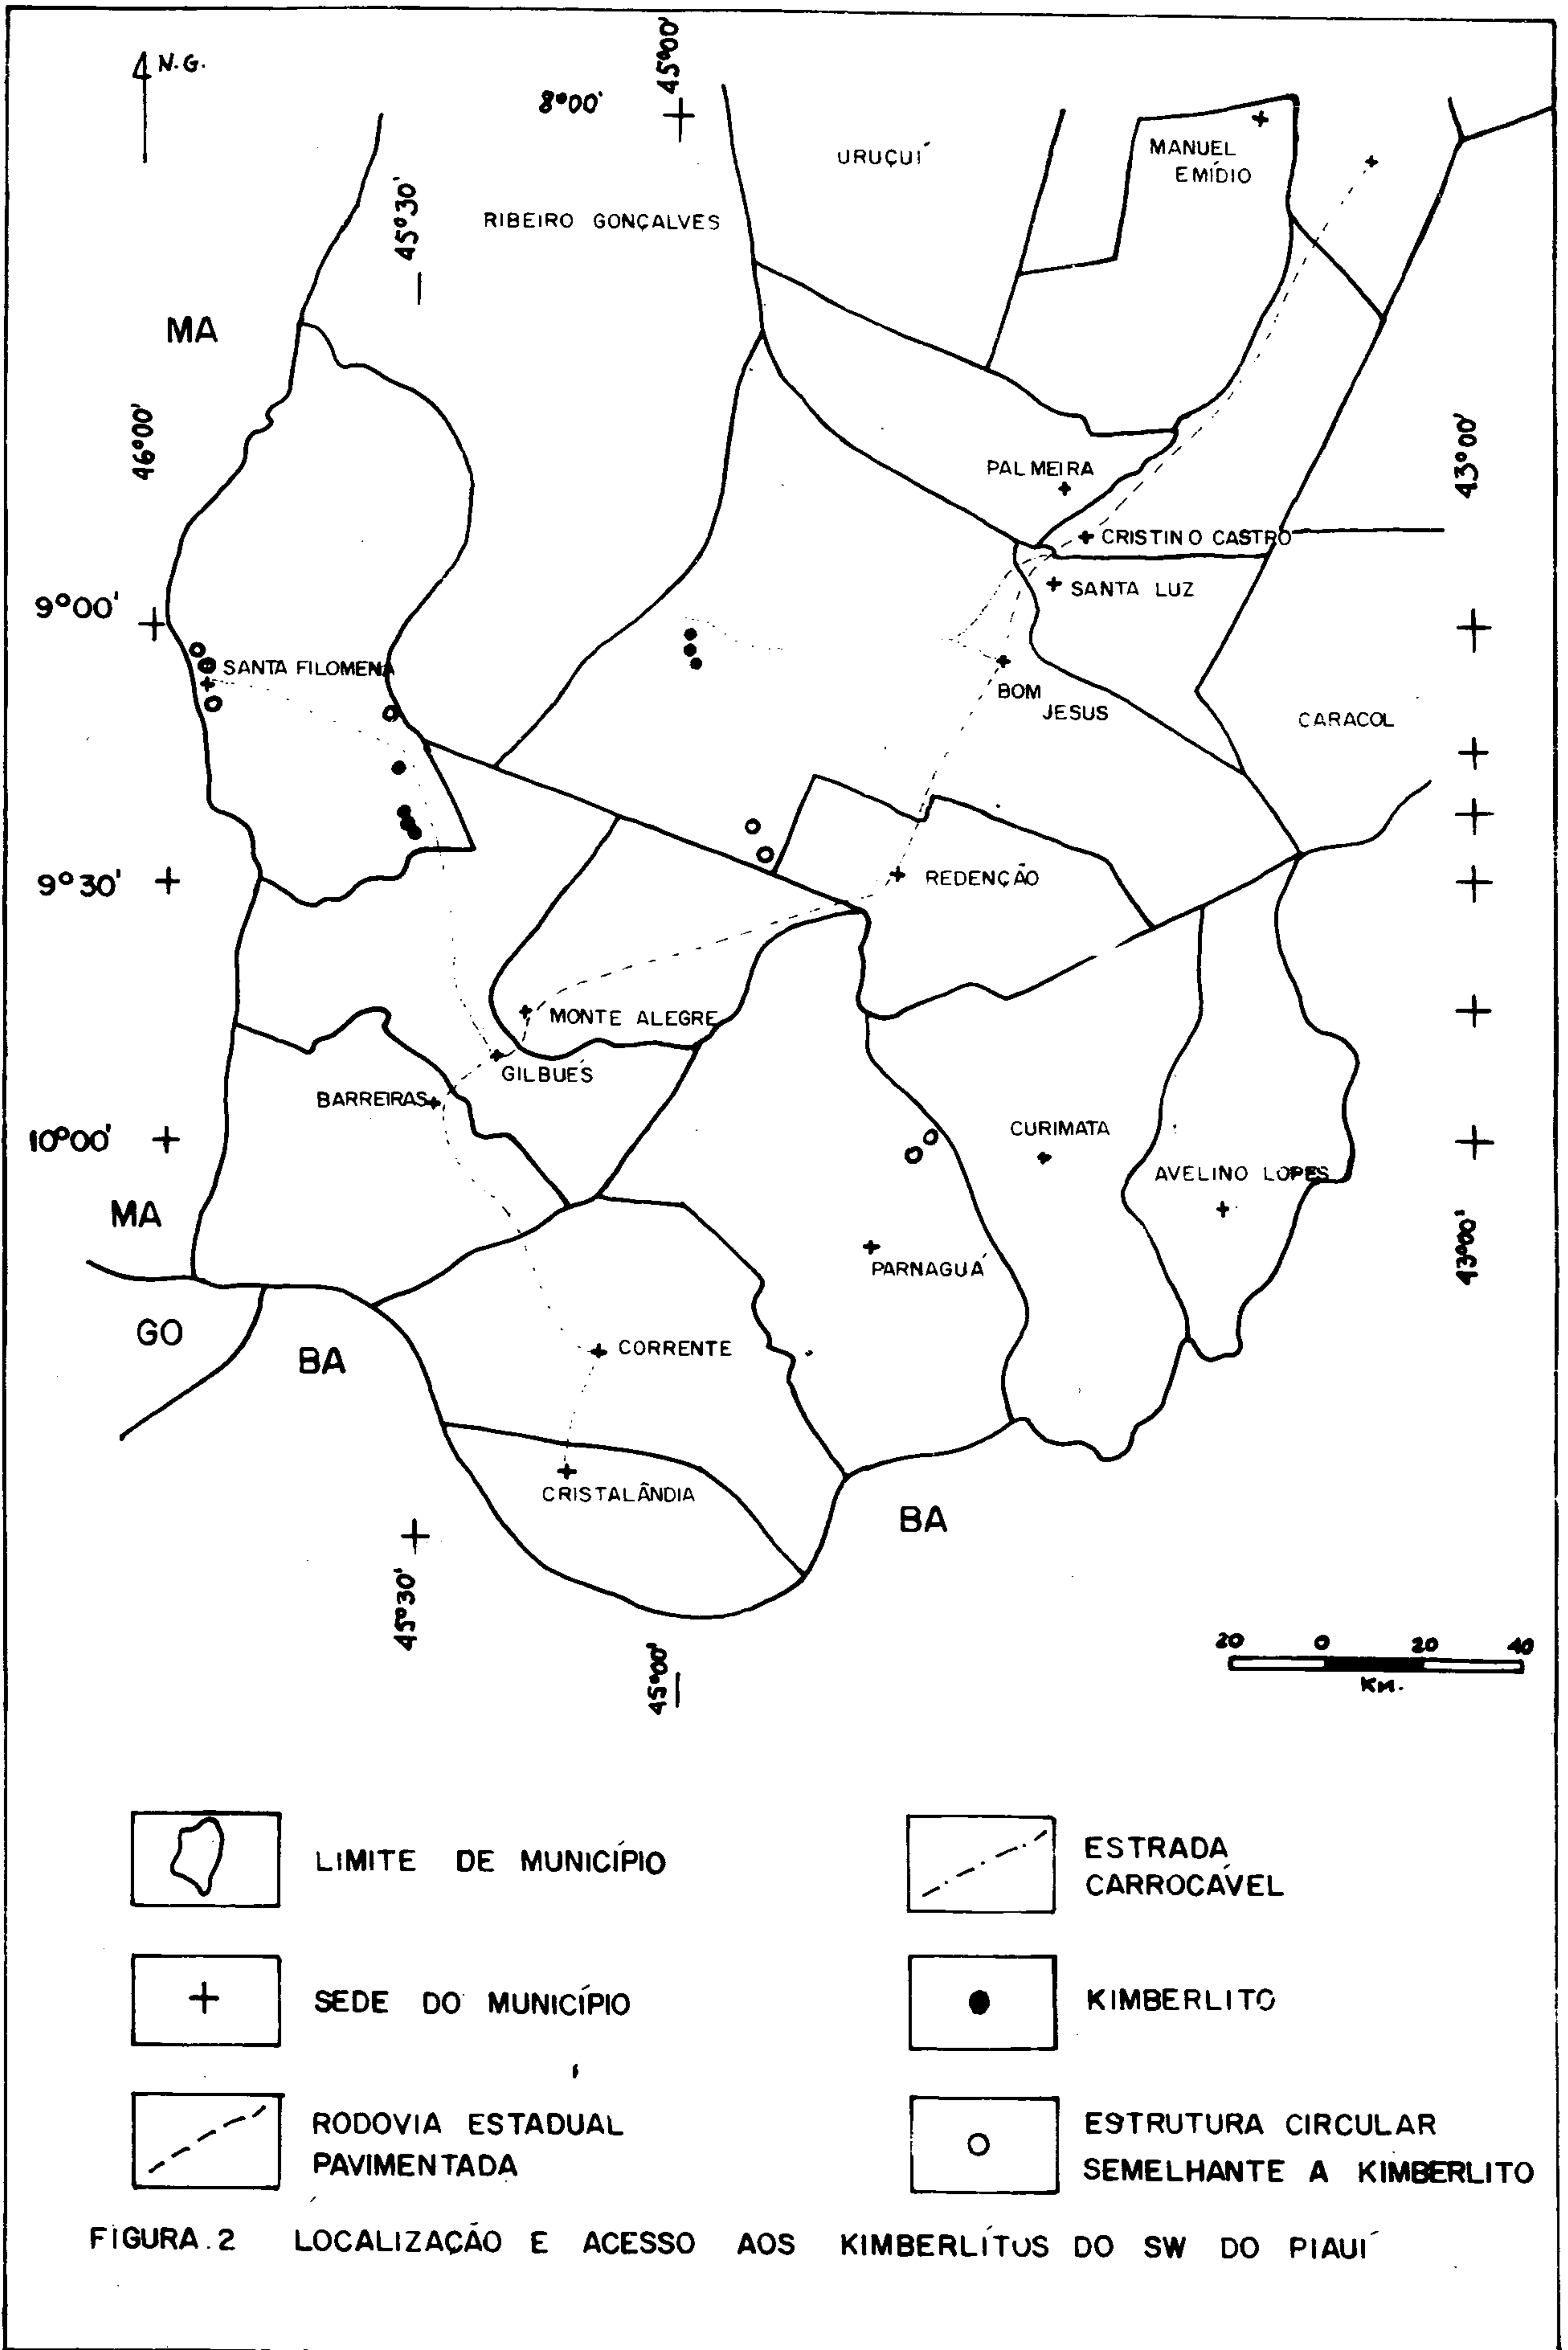 N.G.
8°00'
45°00'
URUÇUÍ
MANUEL
EMÍDIO
RIBEIRO GONÇALVES
45°30'
MA
46°00'
43°00'
PALMEIRA
CRISTINO CASTRO
SANTA LUZ
9°00'
SANTA FILOMENA
BOM
JESUS
CARACOL
9°30'
REDENÇÃO
MONTE ALEGRE
GILBUÉS
BARREIRAS
10°00'
CURIMATA
AVELINO LOPES
MA
43°00'
PARNAGUÁ
GO
BA
CORRENTE
CRISTALÂNDIA
BA
45°30'
45°00'
20 0 20 40
KM.
LIMITE DE MUNICÍPIO
ESTRADA
CARROCÁVEL
SEDE DO MUNICÍPIO
KIMBERLITO
RODOVIA ESTADUAL
PAVIMENTADA
ESTRUTURA CIRCULAR
SEMELHANTE A KIMBERLITO
FIGURA.2 LOCALIZAÇÃO E ACESSO AOS KIMBERLÍTOS DO SW DO PIAUÍ